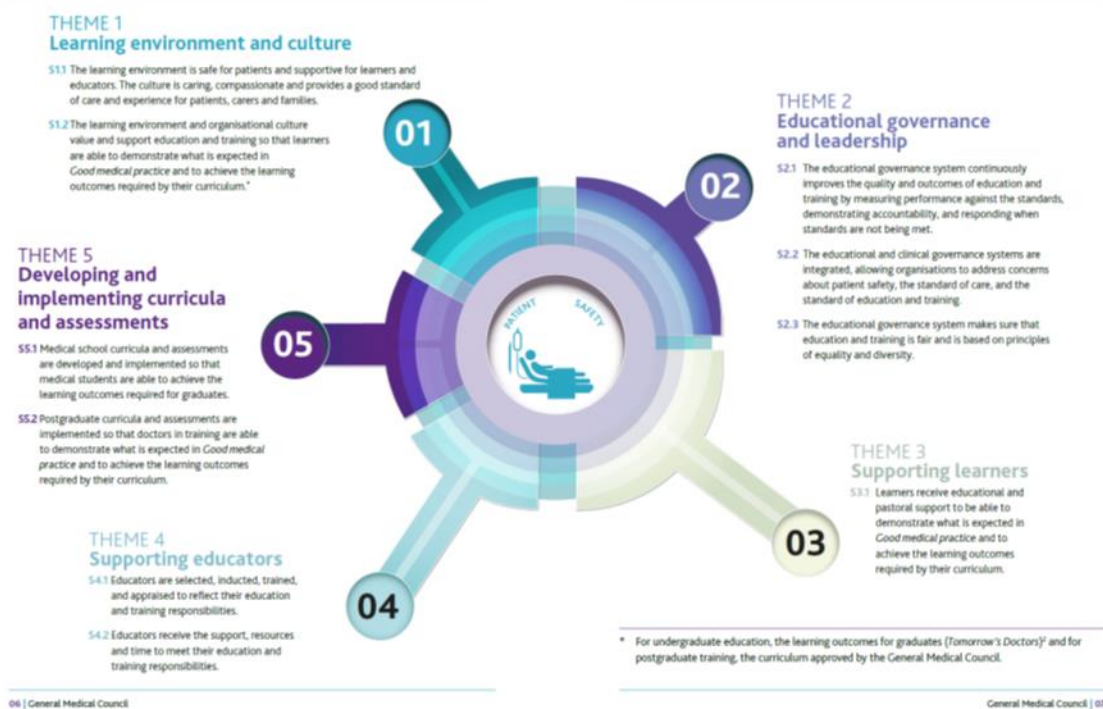 THEME 1
Learning environment and culture
S1.1 The learning environment is safe for patients and supportive for learners and
educators. The culture is caring, compassionate and provides a good standard
of care and experience for patients, carers and families.
S1.2 The learning environment and organisational culture
value and support education and training so that learners
are able to demonstrate what is expected in
Good medical practice and to achieve the learning
outcomes required by their curriculum.*
01
THEME 2
Educational governance
and leadership
S2.1 The educational governance system continuously
improves the quality and outcomes of education and
training by measuring performance against the standards,
demonstrating accountability, and responding when
standards are not being met.
S2.2 The educational and clinical governance systems are
integrated, allowing organisations to address concerns
about patient safety, the standard of care, and the
standard of education and training.
S2.3 The educational governance system makes sure that
education and training is fair and is based on principles
of equality and diversity.
02
PATIENT SAFETY
THEME 5
Developing and
implementing curricula
and assessments
S5.1 Medical school curricula and assessments
are developed and implemented so that
medical students are able to achieve the
learning outcomes required for graduates.
S5.2 Postgraduate curricula and assessments are
implemented so that doctors in training are able
to demonstrate what is expected in Good medical
practice and to achieve the learning outcomes
required by their curriculum.
05
THEME 3
Supporting learners
S3.1 Learners receive educational and
pastoral support to be able to
demonstrate what is expected in
Good medical practice and to
achieve the learning outcomes
required by their curriculum.
03
THEME 4
Supporting educators
S4.1 Educators are selected, inducted, trained,
and appraised to reflect their education
and training responsibilities.
S4.2 Educators receive the support, resources
and time to meet their education and
training responsibilities.
04
* For undergraduate education, the learning outcomes for graduates (Tomorrow's Doctors)² and for
postgraduate training, the curriculum approved by the General Medical Council.
06 | General Medical Council
General Medical Council |